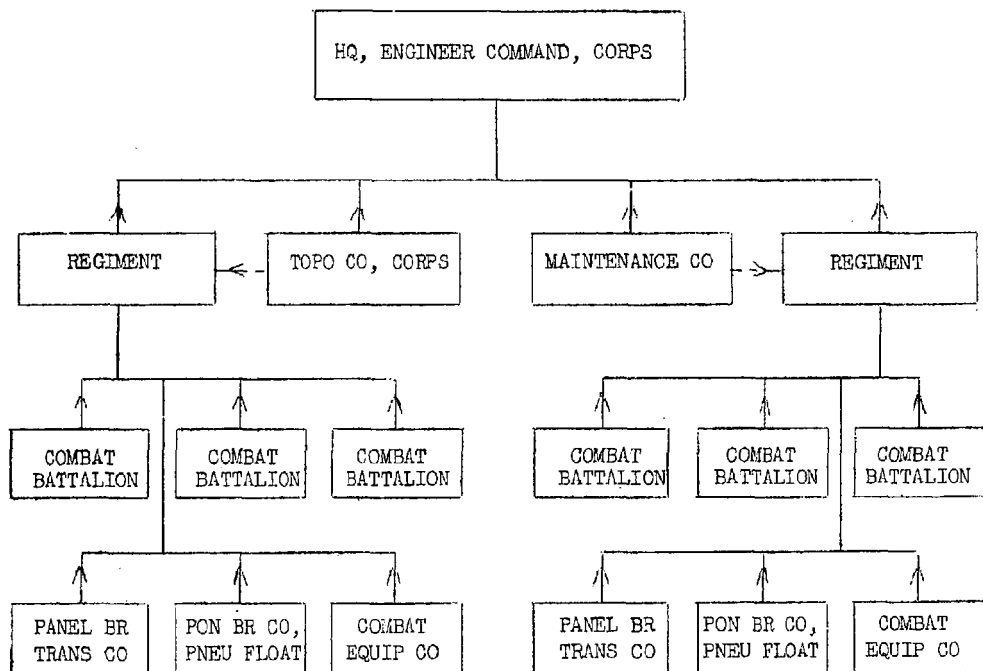 HQ, ENGINEER COMMAND, CORPS
REGIMENT
TOPO CO, CORPS
MAINTENANCE CO
REGIMENT
COMBAT
BATTALION
COMBAT
BATTALION
COMBAT
BATTALION
COMBAT
BATTALION
COMBAT
BATTALION
COMBAT
BATTALION
PANEL BR
TRANS CO
PON BR CO,
PNEU FLOAT
COMBAT
EQUIP CO
PANEL BR
TRANS CO
PON BR CO,
PNEU FLOAT
COMBAT
EQUIP CO